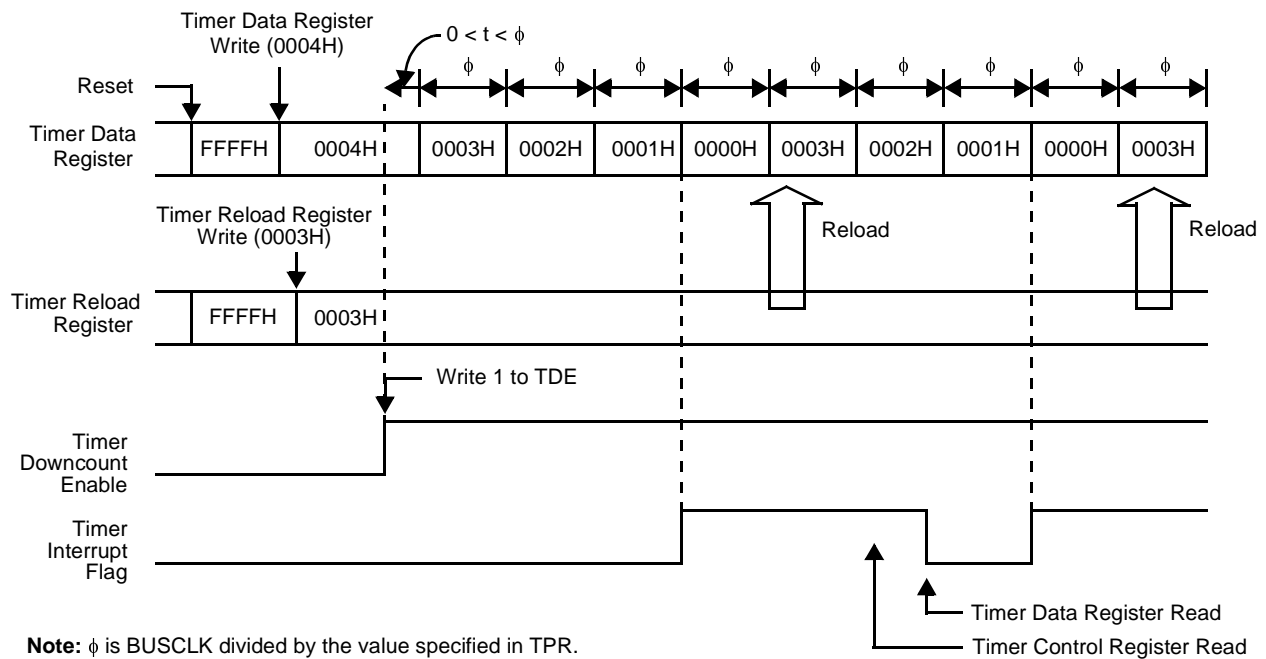 Timer Data Register
Write (0004H)
0 < t < ϕ
ϕ ϕ ϕ ϕ ϕ ϕ ϕ ϕ ϕ
Reset
Timer Data
Register
FFFFH 0004H 0003H 0002H 0001H 0000H 0003H 0002H 0001H 0000H 0003H
Timer Reload Register
Write (0003H)
Reload
Reload
Timer Reload
Register
FFFFH 0003H
Write 1 to TDE
Timer
Downcount
Enable
Timer
Interrupt
Flag
Timer Data Register Read
Timer Control Register Read
Note: ϕ is BUSCLK divided by the value specified in TPR.